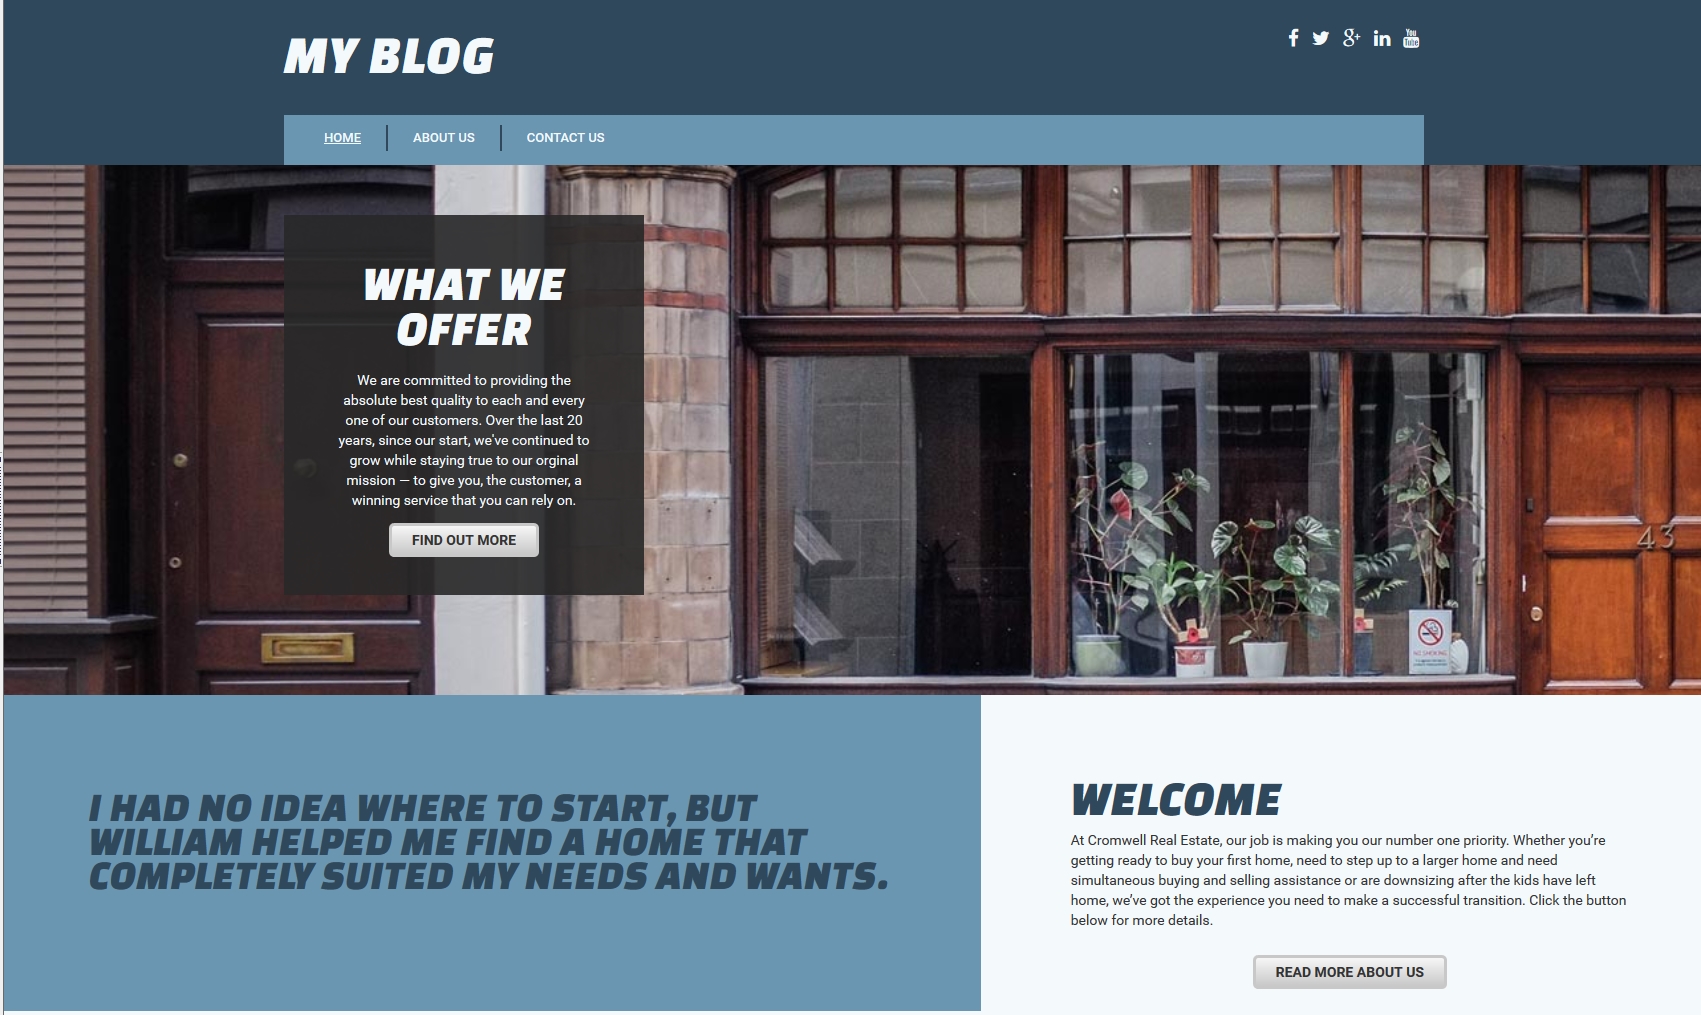 MY BLOG
HOME
ABOUT US
CONTACT US
WHAT WE
OFFER
We are committed to providing the
absolute best quality to each and every
one of our customers. Over the last 20
years, since our start, we've continued to
grow while staying true to our orginal
mission — to give you, the customer, a
winning service that you can rely on.
FIND OUT MORE
43
NO SMOKING
I HAD NO IDEA WHERE TO START, BUT
WILLIAM HELPED ME FIND A HOME THAT
COMPLETELY SUITED MY NEEDS AND WANTS.
WELCOME
At Cromwell Real Estate, our job is making you our number one priority. Whether you’re
getting ready to buy your first home, need to step up to a larger home and need
simultaneous buying and selling assistance or are downsizing after the kids have left
home, we’ve got the experience you need to make a successful transition. Click the button
below for more details.
READ MORE ABOUT US